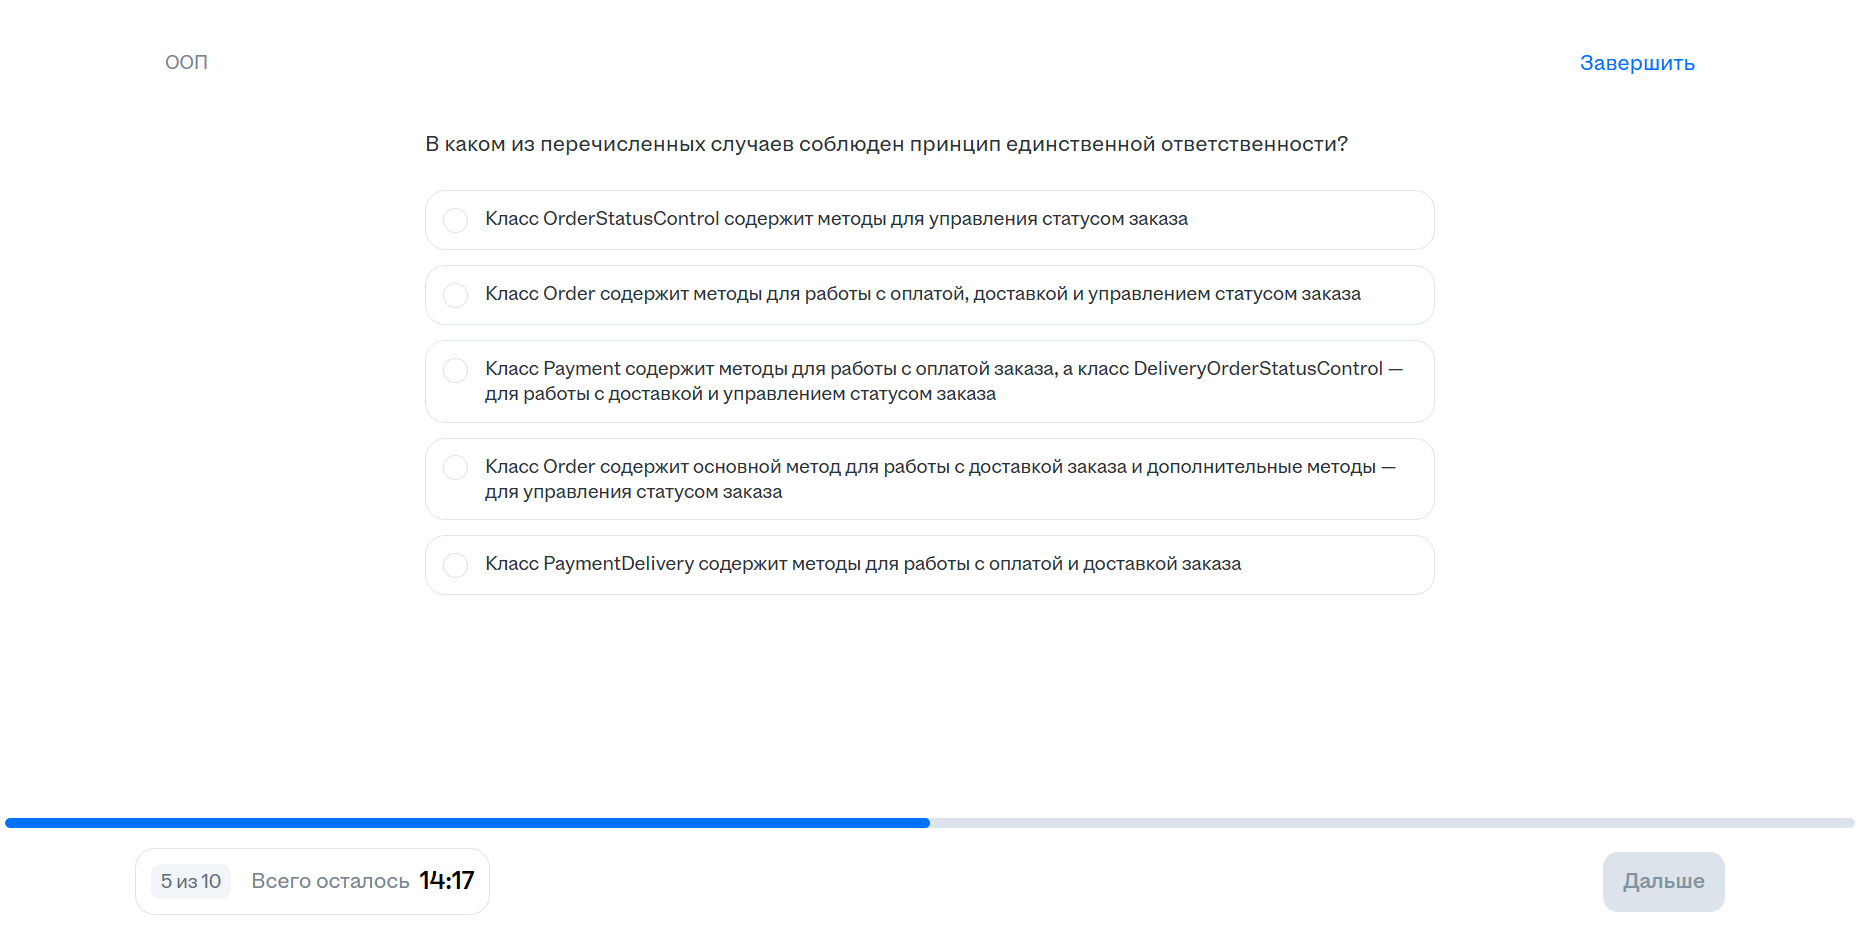 ООП
Завершить
В каком из перечисленных случаев соблюден принцип единственной ответственности?
Класс OrderStatusControl содержит методы для управления статусом заказа
Класс Order содержит методы для работы с оплатой, доставкой и управлением статусом заказа
Класс Payment содержит методы для работы с оплатой заказа, а класс DeliveryOrderStatusControl —
для работы с доставкой и управлением статусом заказа
Класс Order содержит основной метод для работы с доставкой заказа и дополнительные методы —
для управления статусом заказа
Класс PaymentDelivery содержит методы для работы с оплатой и доставкой заказа
5 из 10
Всего осталось 14:17
Дальше